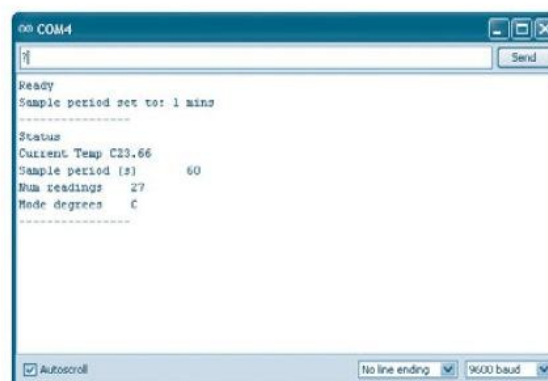 COM4
?
Send
Ready
Sample period set to: 1 mins
----------------
Status
Current Temp C23.66
Sample period (s) 60
Num readings 27
Mode degrees C
----------------
Autoscroll
No line ending
9600 baud